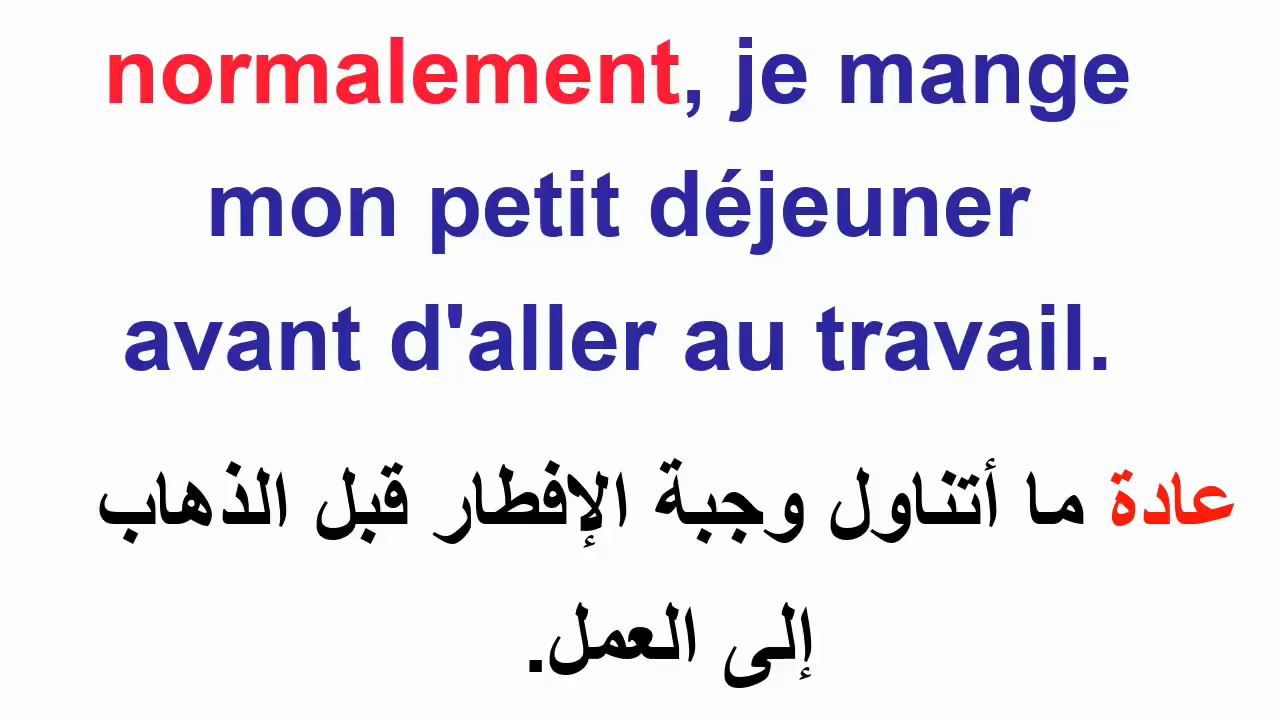 normalement, je mange
mon petit déjeuner
avant d'aller au travail.
عادة ما أتناول وجبة الإفطار قبل الذهاب
إلى العمل.